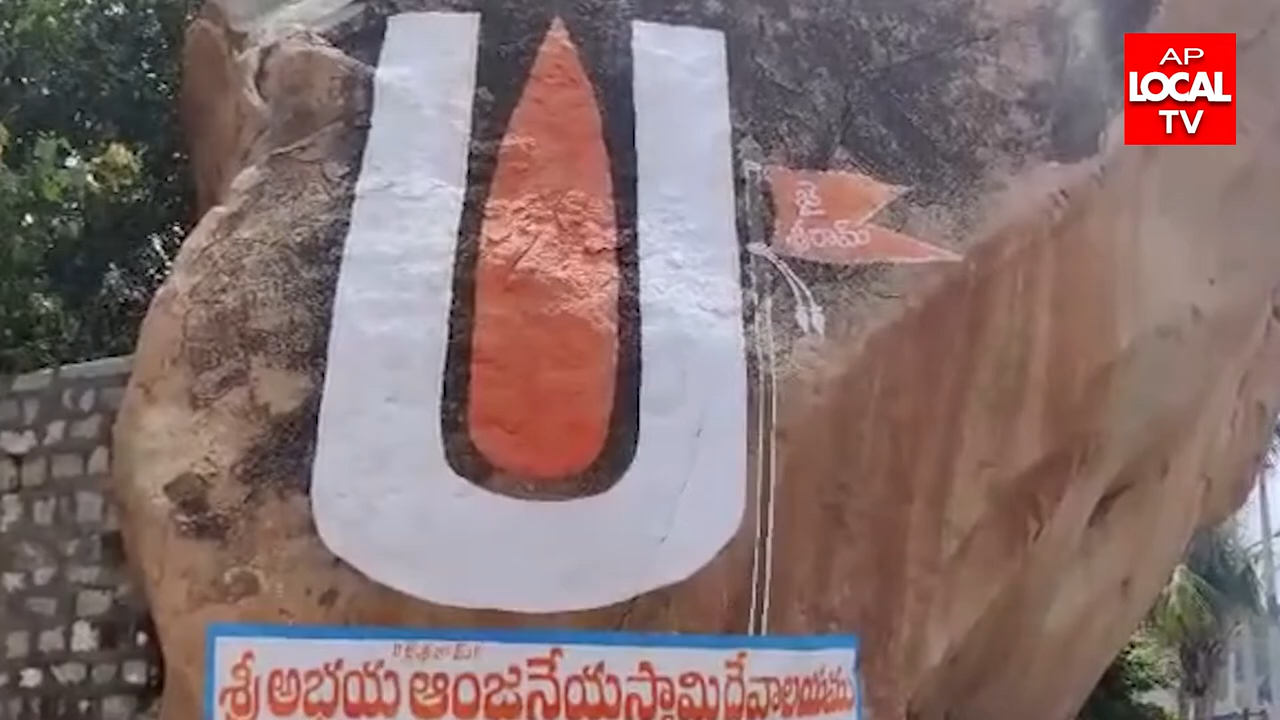 AP
LOCAL
TV
జై
శ్రీరామ్
శ్రీ అభయ ఆంజనేయస్వామి దేవాలయము